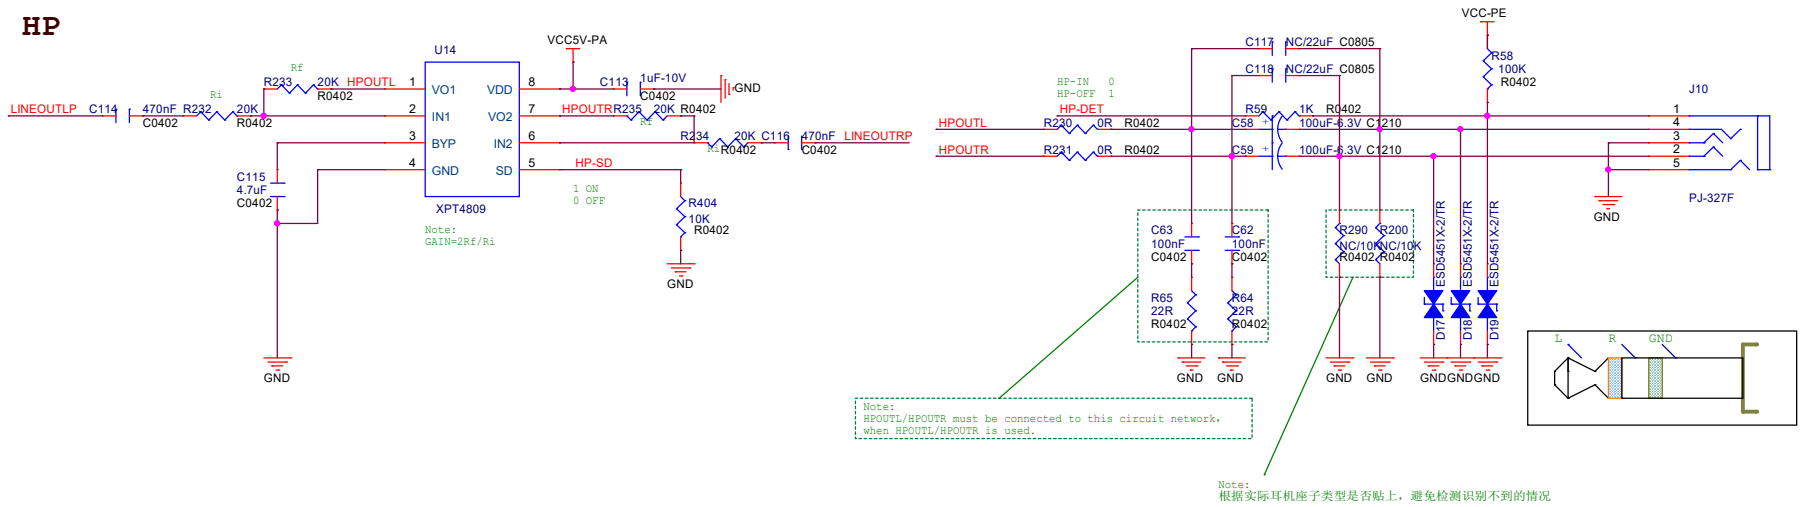 HP
U14
VCC5V-PA
Rf
R233 20K HPOUTL
R0402
1 VO1
VDD 8
C113 1uF-10V
C0402
GND
LINEOUTLP C114 470nF R232 20K
C0402 R0402
Ri
2 IN1
VO2 7
HPOUTR R235 20K R0402
Rf
3 BYP
IN2 6
R234 20K C116 470nF LINEOUTRP
Ri R0402 C0402
4 GND
SD 5
HP-SD
C115
4.7uF
C0402
1 ON
0 OFF
R404
10K
R0402
XPT4809
Note:
GAIN=2Rf/Ri
GND
GND
VCC-PE
C117 NC/22uF C0805
C118 NC/22uF C0805
R58
100K
R0402
HP-IN 0
HP-OFF 1
HP-DET
R59 1K R0402
HPOUTL R230 0R R0402
C58 + 100uF-6.3V C1210
HPOUTR R231 0R R0402
C59 + 100uF-6.3V C1210
J10
1
4
3
2
5
PJ-327F
GND
C63
100nF
C0402
C62
100nF
C0402
R65
22R
R0402
R64
22R
R0402
R290
NC/10K
R0402
R200
NC/10K
R0402
ESD5451X-2/TR
ESD5451X-2/TR
ESD5451X-2/TR
D17
D18
D19
GND GND GND GND GND GND GND
L R GND
Note:
HPOUTL/HPOUTR must be connected to this circuit network,
when HPOUTL/HPOUTR is used.
Note:
根据实际耳机座子类型是否贴上，避免检测识别不到的情况